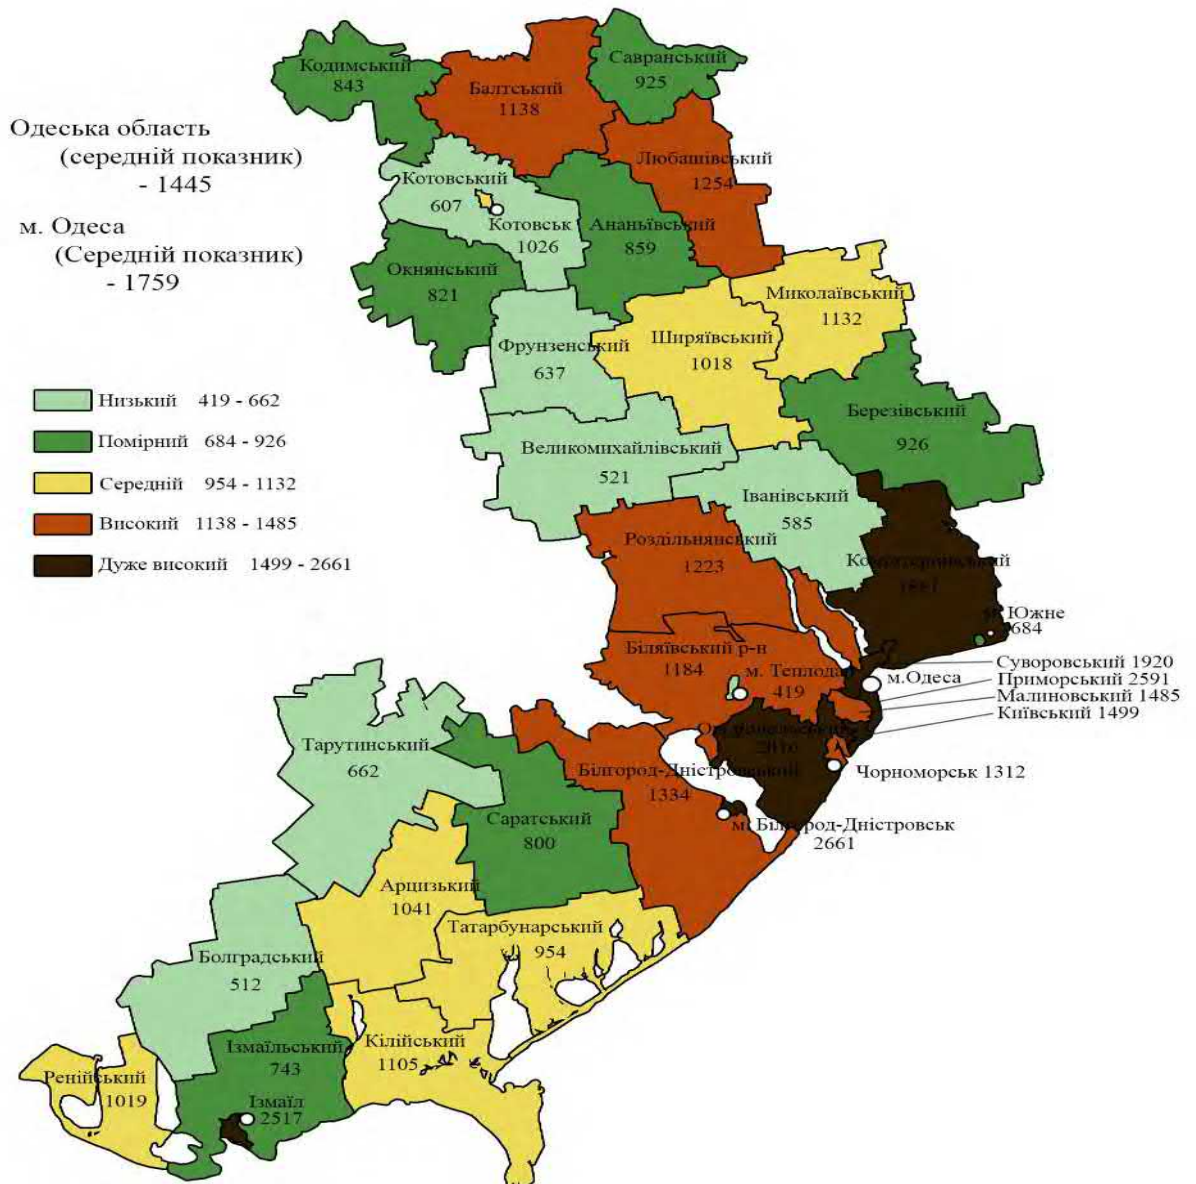 Одеська область
(середній показник)
- 1445
м. Одеса
(Середній показник)
- 1759
Низький 419 - 662
Помірний 684 - 926
Середній 954 - 1132
Високий 1138 - 1485
Дуже високий 1499 - 2661
Кодимський
843
Балтський
1138
Савранський
925
Любашівський
1254
Котовський
607
Котовськ
1026
Ананьївський
859
Окнянський
821
Миколаївський
1132
Ширяївський
1018
Фрунзенський
637
Березівський
926
Великомихайлівський
521
Іванівський
585
Роздільнянський
1223
Южне
684
Біляївський р-н
1184
м. Теплодар
419
м.Одеса
Суворовський 1920
Приморський 2591
Малиновський 1485
Київський 1499
Чорноморськ 1312
Білгород-Дністровський
1334
м. Білгород-Дністровськ
2661
Тарутинський
662
Саратський
800
Арцизький
1041
Татарбунарський
954
Болградський
512
Ізмаїльський
743
Кілійський
1105
Ренійський
1019
Ізмаїл
2517